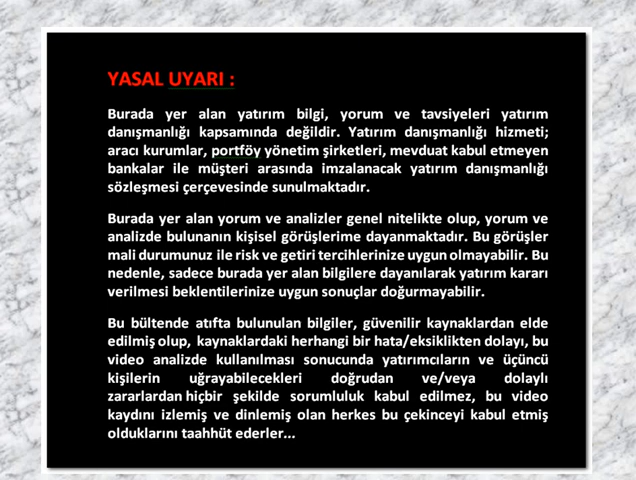 YASAL UYARI :
Burada yer alan yatırım bilgi, yorum ve tavsiyeleri yatırım
danışmanlığı kapsamında değildir. Yatırım danışmanlığı hizmeti;
aracı kurumlar, portföy yönetim şirketleri, mevduat kabul etmeyen
bankalar ile müşteri arasında imzalanacak yatırım danışmanlığı
sözleşmesi çerçevesinde sunulmaktadır.
Burada yer alan yorum ve analizler genel nitelikte olup, yorum ve
analizde bulunanın kişisel görüşlerime dayanmaktadır. Bu görüşler
mali durumunuz ile risk ve getiri tercihlerinize uygun olmayabilir. Bu
nedenle, sadece burada yer alan bilgilere dayanılarak yatırım kararı
verilmesi beklentilerinize uygun sonuçlar doğurmayabilir.
Bu bültende atıfta bulunulan bilgiler, güvenilir kaynaklardan elde
edilmiş olup, kaynaklardaki herhangi bir hata/eksiklikten dolayı, bu
video analizde kullanılması sonucunda yatırımcıların ve üçüncü
kişilerin uğrayabilecekleri doğrudan ve/veya dolaylı
zararlardan hiçbir şekilde sorumluluk kabul edilmez, bu video
kaydını izlemiş ve dinlemiş olan herkes bu çekinceyi kabul etmiş
olduklarını taahhüt ederler...